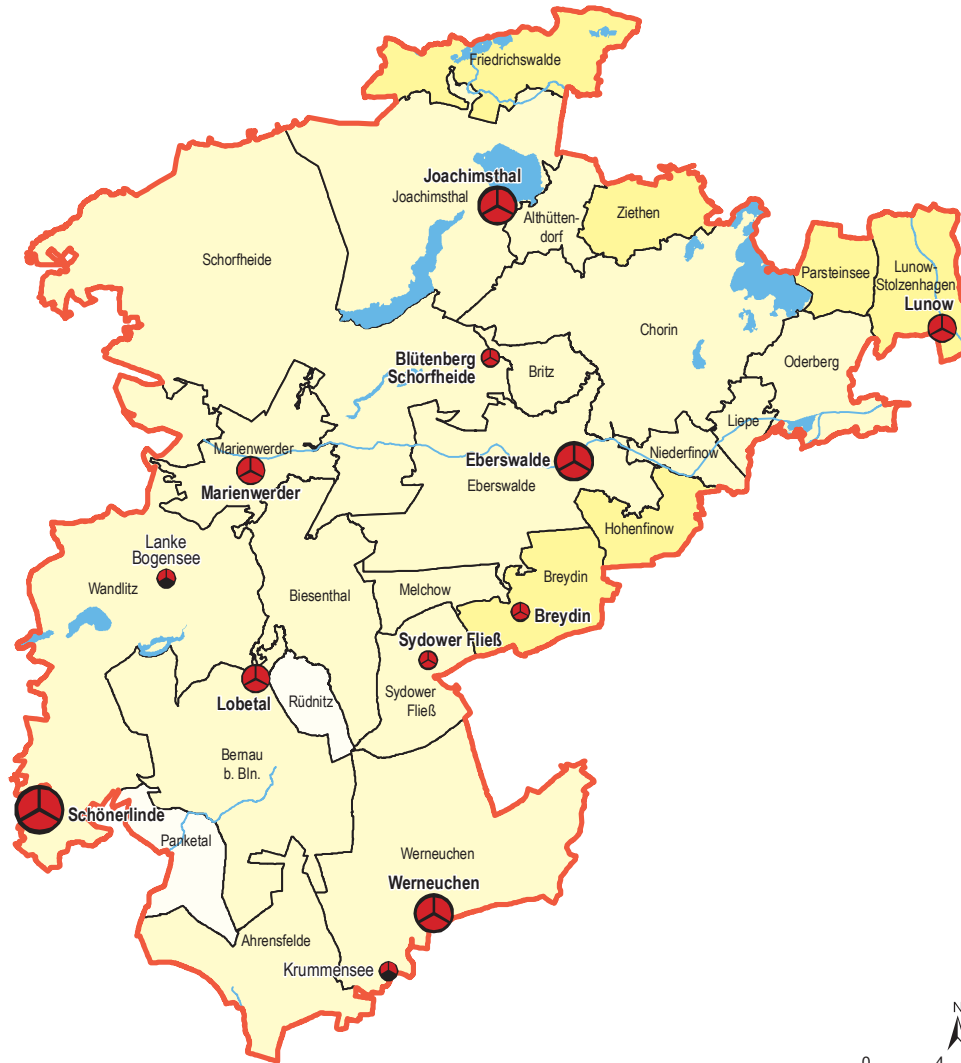 Friedrichswalde
Joachimsthal
Joachimsthal
Althütten-
dorf
Ziethen
Schorfheide
Parsteinsee
Lunow-
Stolzenhagen
Lunow
Chorin
Blütenberg
Schorfheide
Britz
Oderberg
Liepe
Marienwerder
Marienwerder
Eberswalde
Eberswalde
Niederfinow
Hohenfinow
Lanke
Bogensee
Wandlitz
Biesenthal
Melchow
Breydin
Breydin
Sydower Fließ
Sydower
Fließ
Lobetal
Rüdnitz
Bernau
b. Bln.
Schönerlinde
Panketal
Werneuchen
Werneuchen
Ahrensfelde
Krummensee
N
0 4